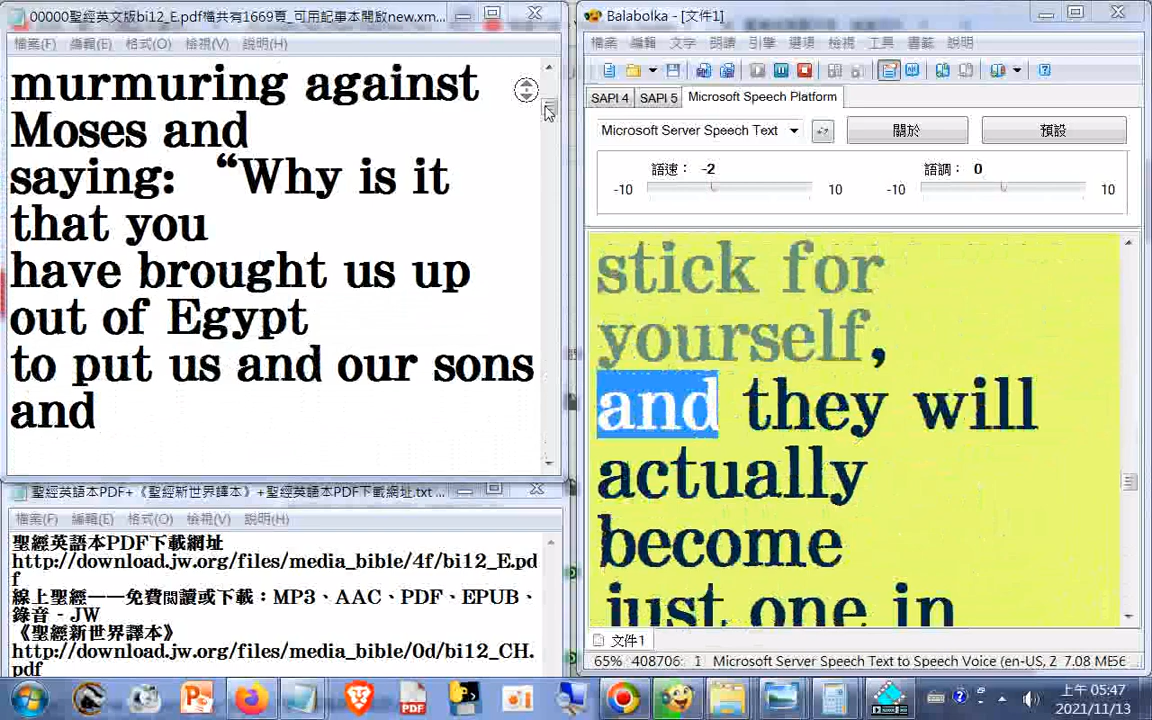 00000聖經英文版bi12_E.pdf檔共有1669頁_可用記事本開啟new.xm...
檔案(F) 編輯(E) 格式(O) 檢視(V) 說明(H)
murmuring against
Moses and
saying: “Why is it
that you
have brought us up
out of Egypt
to put us and our sons
and
聖經英語本PDF+《聖經新世界譯本》+聖經英語本PDF下載網址.txt ...
檔案(F) 編輯(E) 格式(O) 檢視(V) 說明(H)
聖經英語本PDF下載網址
http://download.jw.org/files/media_bible/4f/bi12_E.pd
f
線上聖經——免費閱讀或下載：MP3、AAC、PDF、EPUB、
錄音 - JW
《聖經新世界譯本》
http://download.jw.org/files/media_bible/0d/bi12_CH.
pdf
Balabolka - [文件1]
檔案 編輯 文字 朗讀 引擎 選項 檢視 工具 書籤 說明
SAPI 4 SAPI 5 Microsoft Speech Platform
Microsoft Server Speech Text 關於 預設
語速： -2 語調： 0
-10 10 -10 10
stick for
yourself,
and they will
actually
become
just one in
文件1
65% 408706: 1 Microsoft Server Speech Text to Speech Voice (en-US, Z 7.08 ME56
上午 05:47
2021/11/13